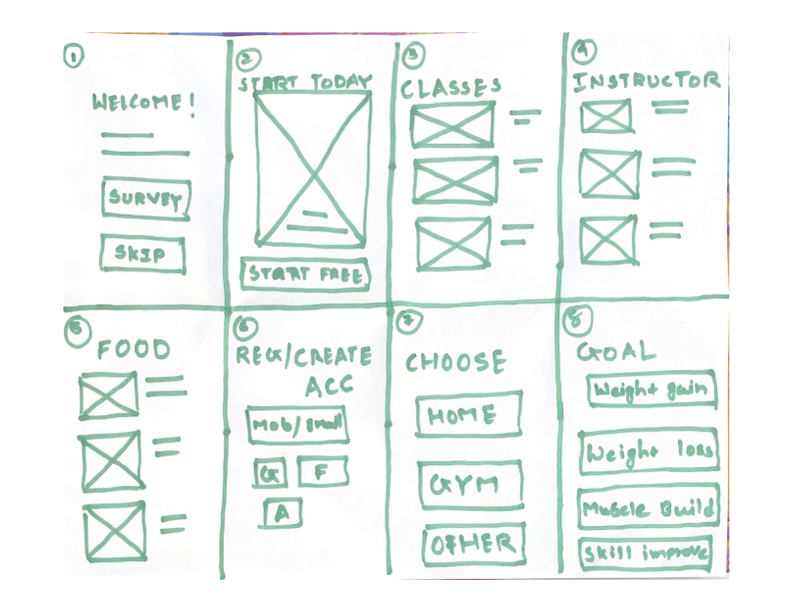 1
WELCOME!
SURVEY
SKIP
2
START TODAY
START FREE
3
CLASSES
4
INSTRUCTOR
5
FOOD
6
REG/CREATE
ACC
Mob/Email
G F
A
7
CHOOSE
HOME
GYM
OTHER
8
GOAL
Weight gain
Weight loss
Muscle Build
Skill improve